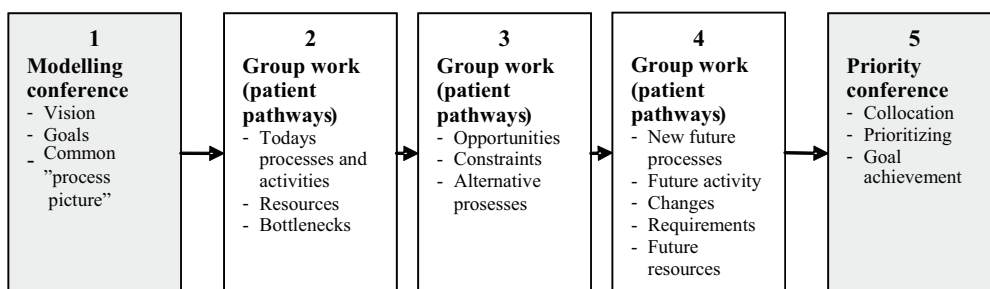 1
Modelling
conference
- Vision
- Goals
- Common
”process
picture”
2
Group work
(patient
pathways)
- Todays
processes and
activities
- Resources
- Bottlenecks
3
Group work
(patient
pathways)
- Opportunities
- Constraints
- Alternative
prosesses
4
Group work
(patient
pathways)
- New future
processes
- Future activity
- Changes
- Requirements
- Future
resources
5
Priority
conference
- Collocation
- Prioritizing
- Goal
achievement